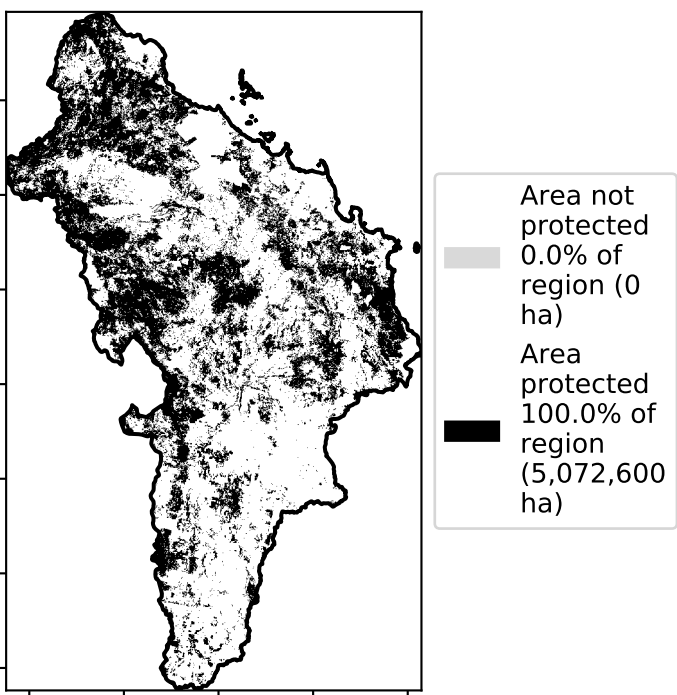 Area not
protected
0.0% of
region (0
ha)
Area
protected
100.0% of
region
(5,072,600
ha)